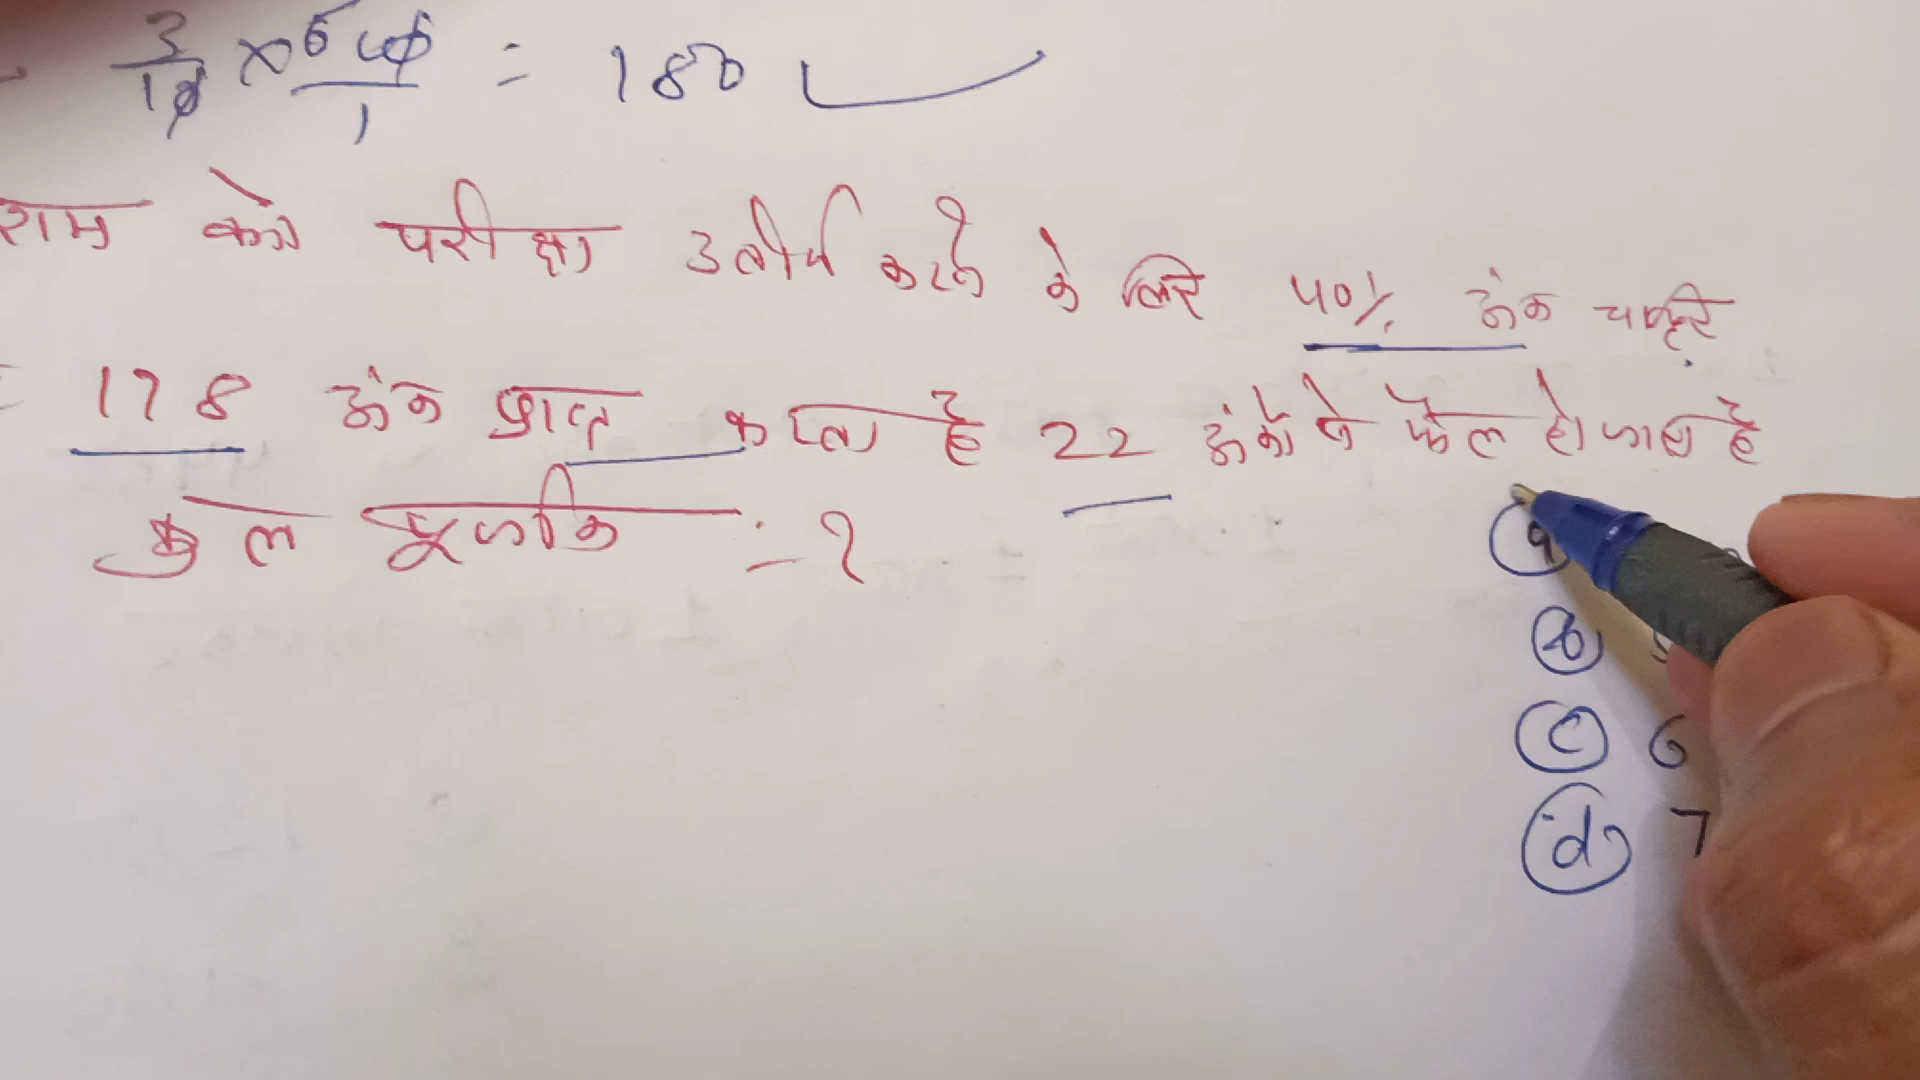 3/10 × 600/1 = 180
राम को परीक्षा उतीर्ण करने के लिए 40% अंक चाहिए
178 अंक प्राप्त करता है 22 अंको से फैल हो जाता है
कुल पूर्णांक = ?
a
b
c 6
d 7